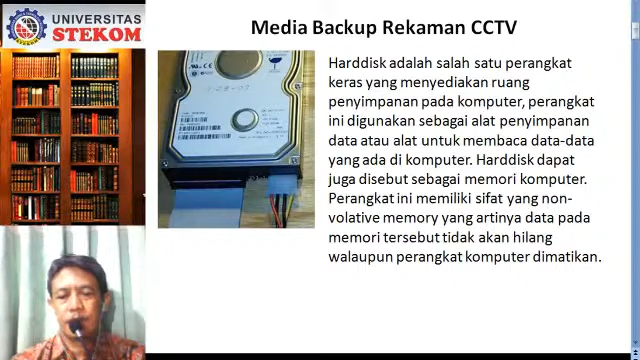 UNIVERSITAS
STEKOM
Media Backup Rekaman CCTV
Harddisk adalah salah satu perangkat
keras yang menyediakan ruang
penyimpanan pada komputer, perangkat
ini digunakan sebagai alat penyimpanan
data atau alat untuk membaca data-data
yang ada di komputer. Harddisk dapat
juga disebut sebagai memori komputer.
Perangkat ini memiliki sifat yang non-
volative memory yang artinya data pada
memori tersebut tidak akan hilang
walaupun perangkat komputer dimatikan.